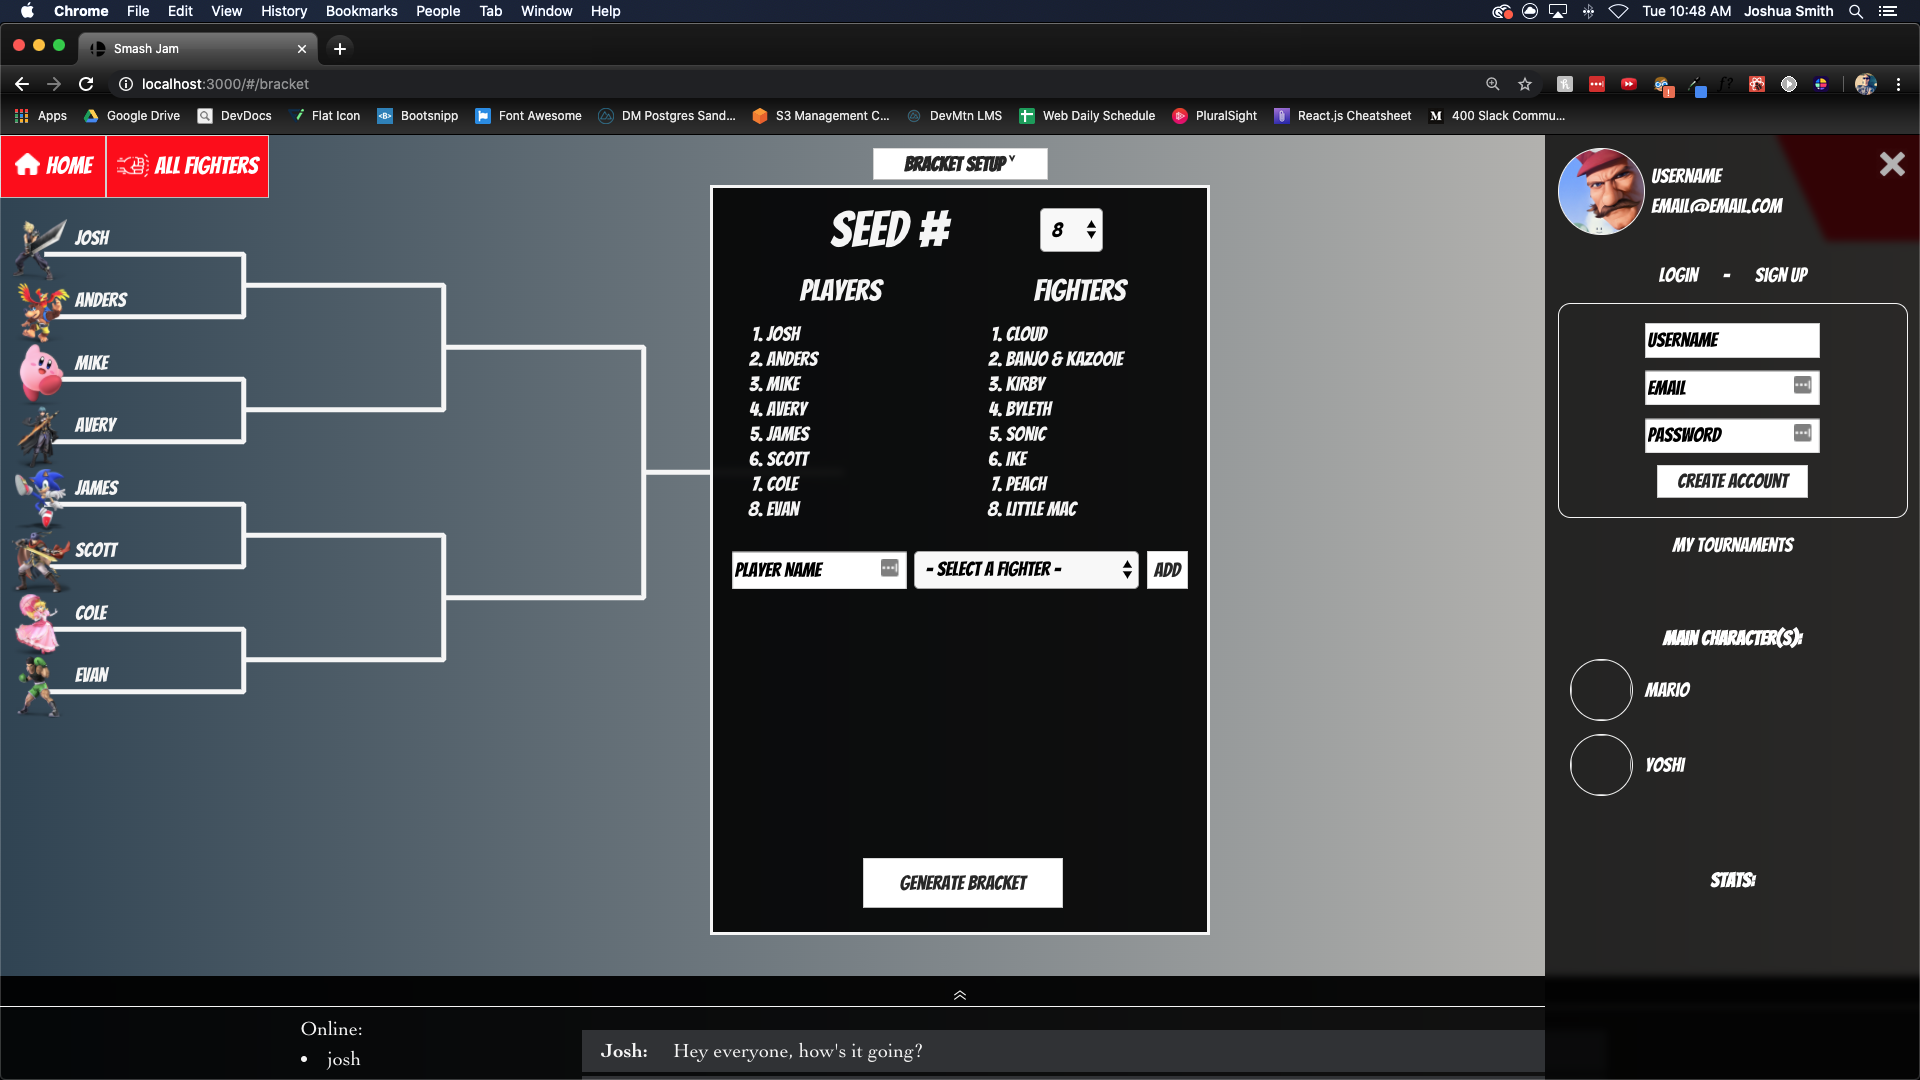 Chrome File Edit View History Bookmarks People Tab Window Help Tue 10:48 AM Joshua Smith
Smash Jam
localhost:3000/#/bracket
Apps Google Drive DevDocs Flat Icon Bootsnipp Font Awesome DM Postgres Sand... S3 Management C... DevMtn LMS Web Daily Schedule PluralSight React.js Cheatsheet M 400 Slack Commu...
HOME ALL FIGHTERS
BRACKET SETUP ˅
JOSH
ANDERS
MIKE
AVERY
JAMES
SCOTT
COLE
EVAN
SEED # 8
PLAYERS FIGHTERS
1. JOSH 1. CLOUD
2. ANDERS 2. BANJO & KAZOOIE
3. MIKE 3. KIRBY
4. AVERY 4. BYLETH
5. JAMES 5. SONIC
6. SCOTT 6. IKE
7. COLE 7. PEACH
8. EVAN 8. LITTLE MAC
PLAYER NAME - SELECT A FIGHTER - ADD
GENERATE BRACKET
USERNAME
EMAIL@EMAIL.COM
LOGIN - SIGN UP
USERNAME
EMAIL
PASSWORD
CREATE ACCOUNT
MY TOURNAMENTS
MAIN CHARACTER(S):
MARIO
YOSHI
STATS:
Online:
• josh
Josh: Hey everyone, how's it going?